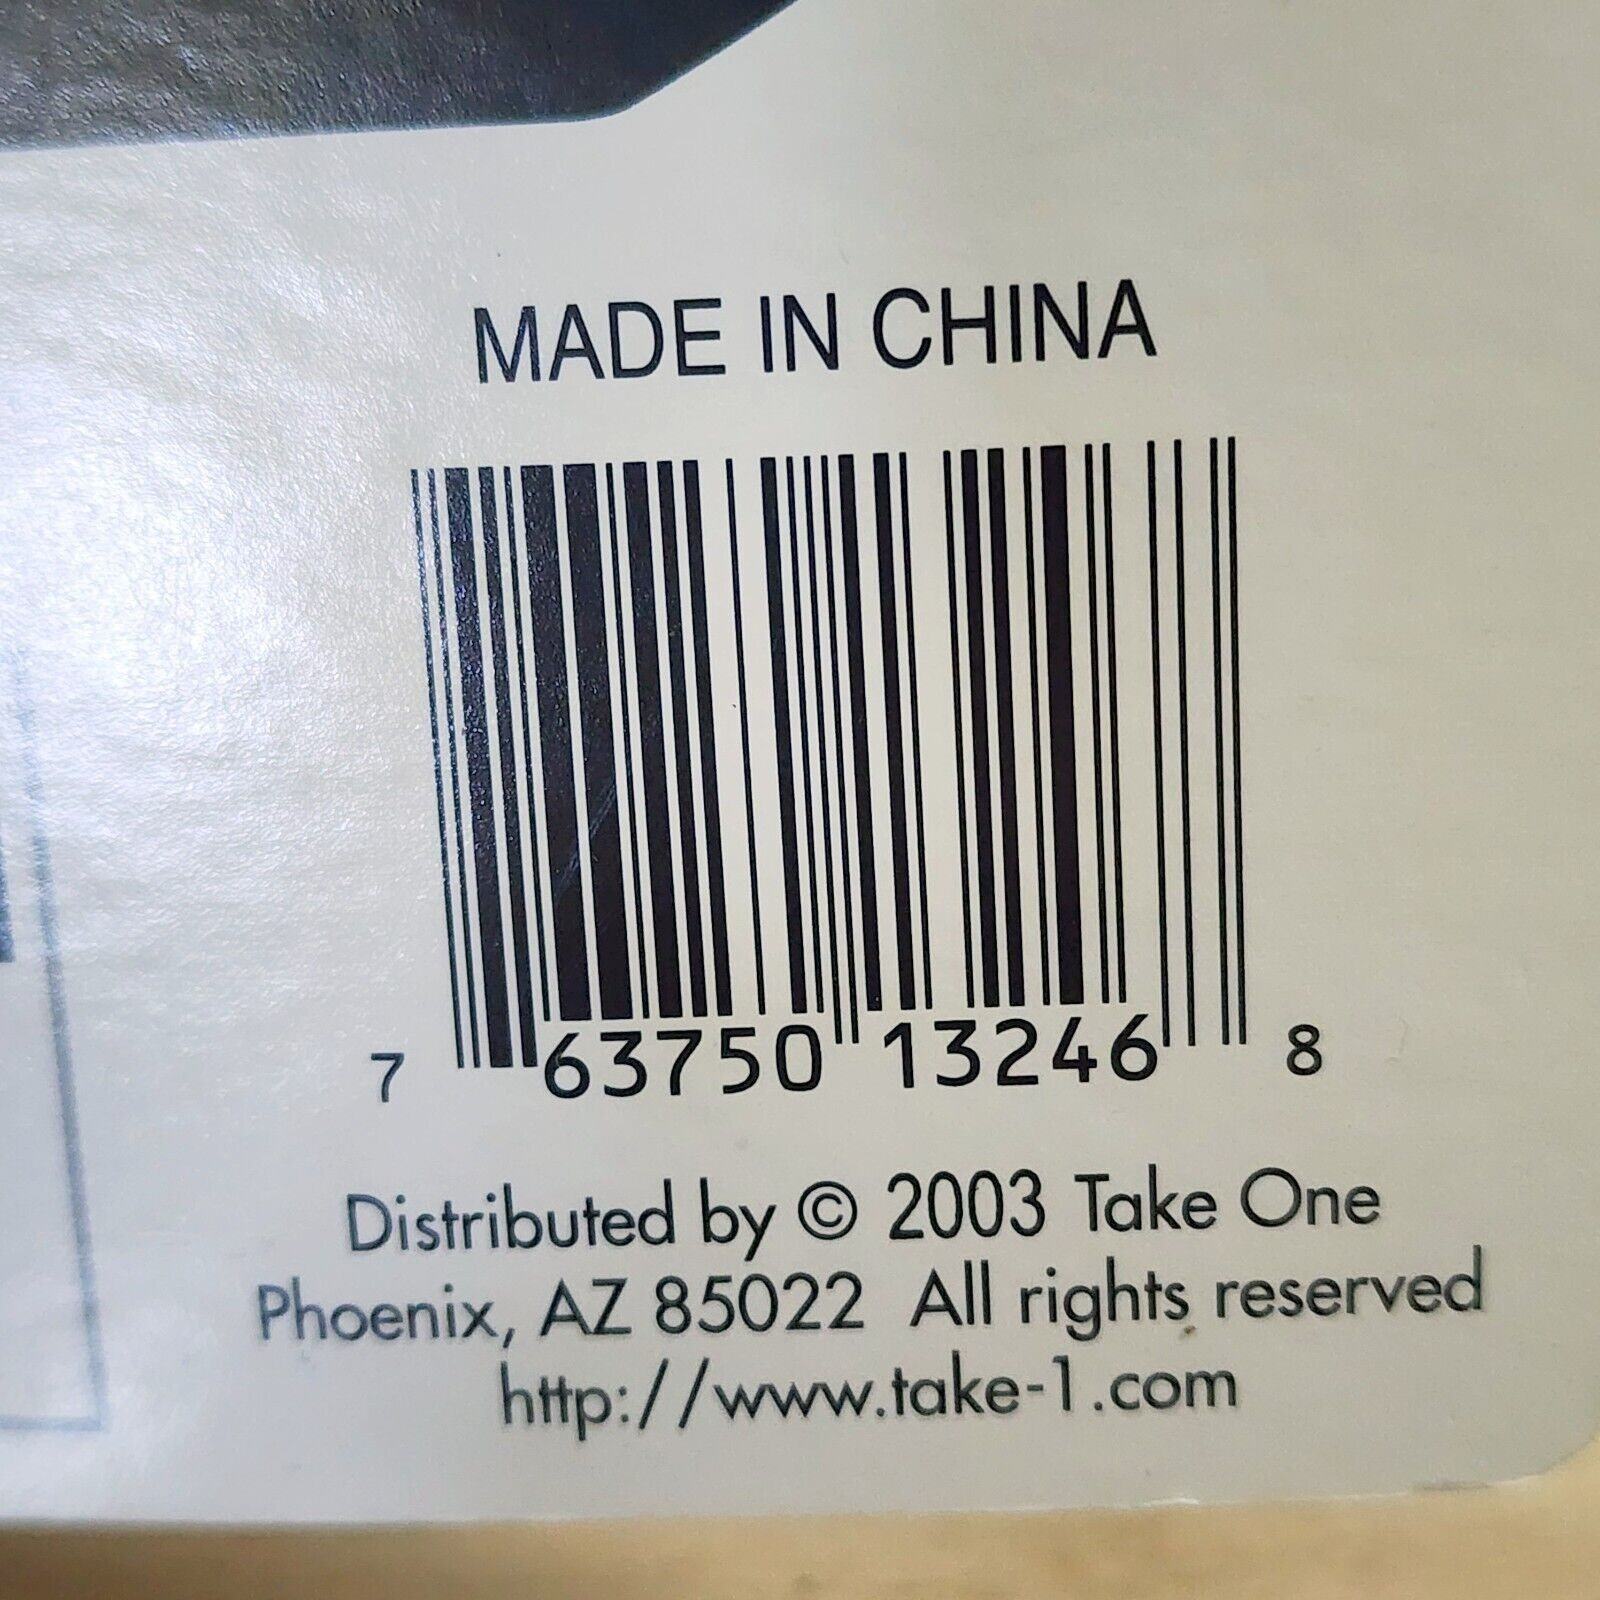 MADE IN CHINA
7 63750 13246 8
Distributed by © 2003 Take One
Phoenix, AZ 85022 All rights reserved
http://www.take-1.com